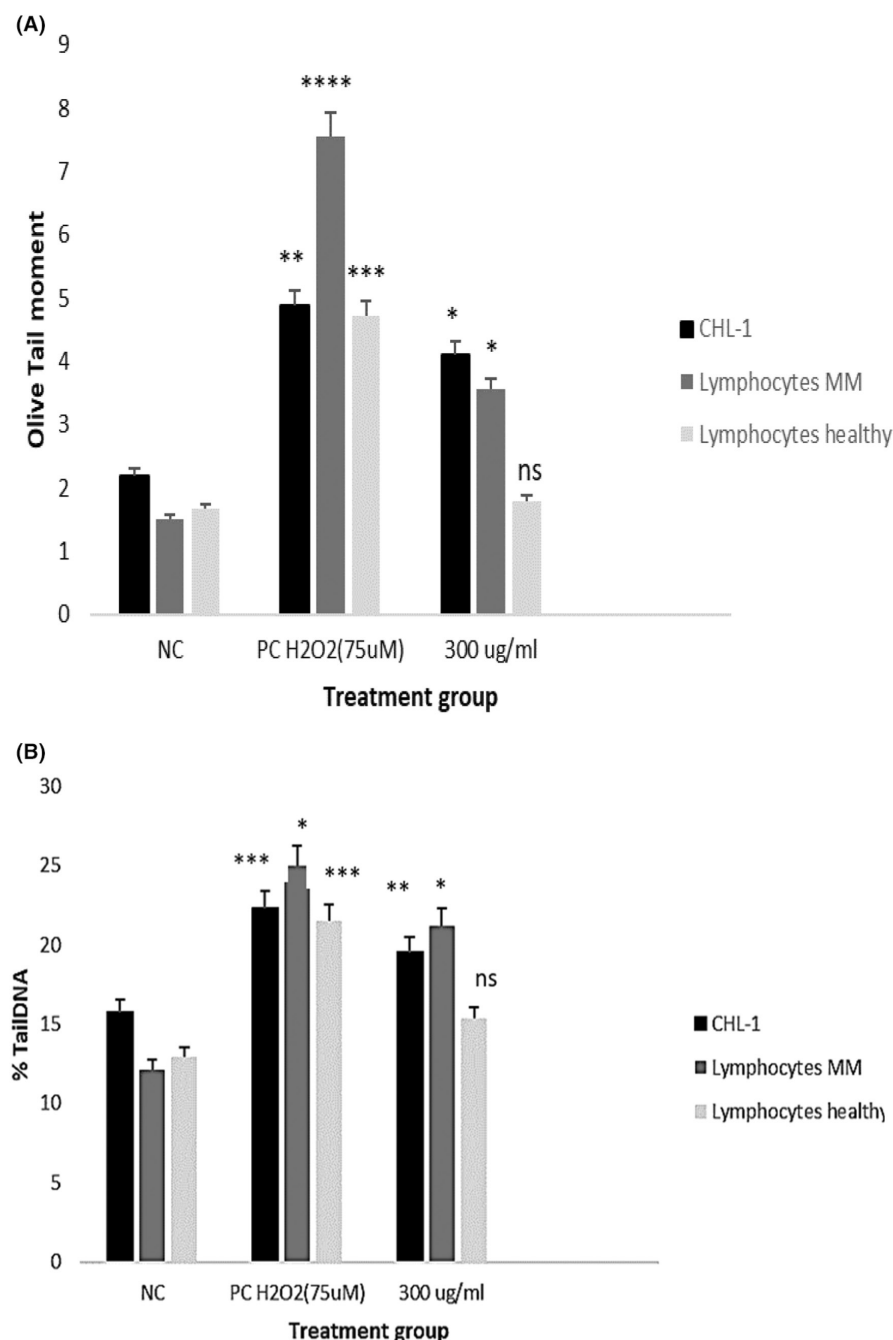 (A)
9
8
7
6
5
4
3
2
1
0
Olive Tail moment
****
**
***
*
*
ns
CHL-1
Lymphocytes MM
Lymphocytes healthy
NC
PC H2O2(75uM)
300 ug/ml
Treatment group
(B)
30
25
20
15
10
5
0
% TailDNA
***
*
***
**
*
ns
CHL-1
Lymphocytes MM
Lymphocytes healthy
NC
PC H2O2(75uM)
300 ug/ml
Treatment group